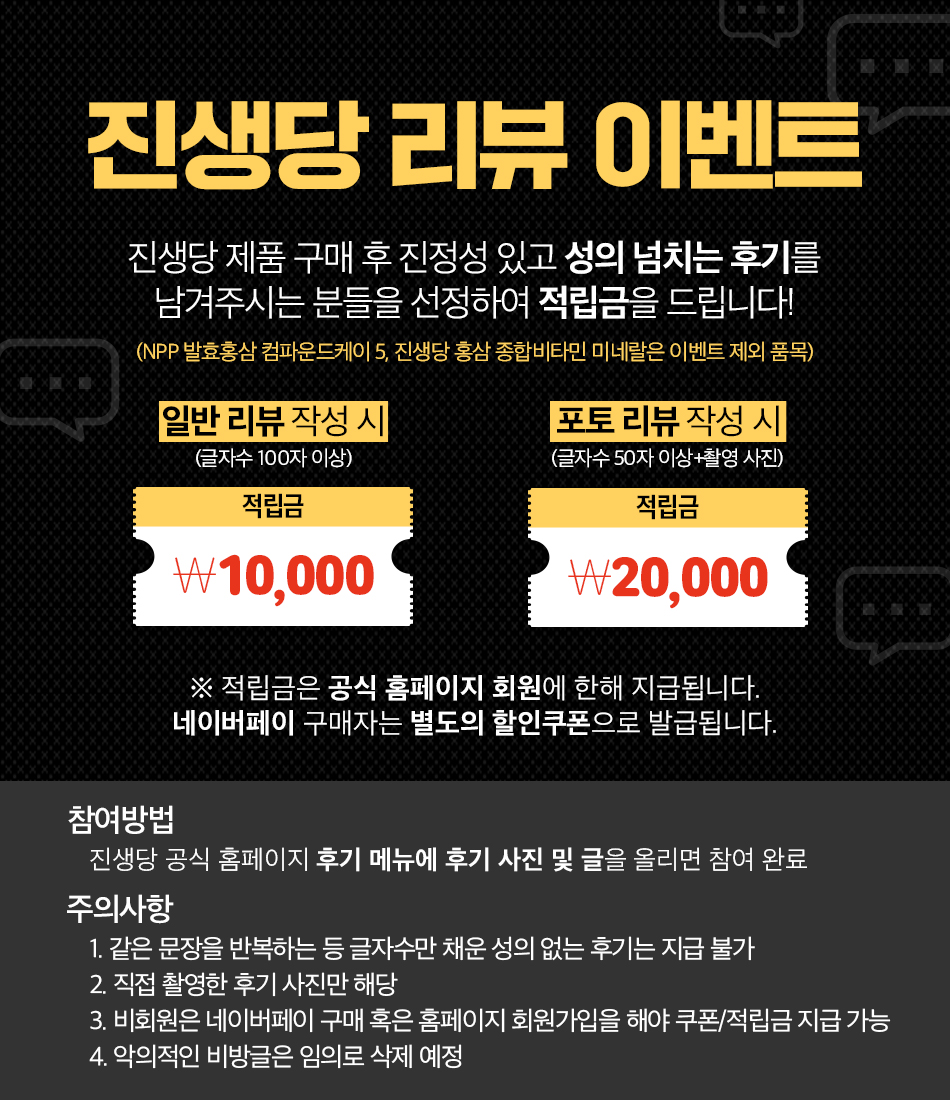 진생당 리뷰 이벤트
진생당 제품 구매 후 진정성 있고 성의 넘치는 후기를
남겨주시는 분들을 선정하여 적립금을 드립니다!
(NPP 발효홍삼 컴파운드케이 5, 진생당 홍삼 종합비타민 미네랄은 이벤트 제외 품목)
일반 리뷰 작성 시
(글자수 100자 이상)
적립금
₩10,000
포토 리뷰 작성 시
(글자수 50자 이상+촬영 사진)
적립금
₩20,000
※ 적립금은 공식 홈페이지 회원에 한해 지급됩니다.
네이버페이 구매자는 별도의 할인쿠폰으로 발급됩니다.
참여방법
진생당 공식 홈페이지 후기 메뉴에 후기 사진 및 글을 올리면 참여 완료
주의사항
1. 같은 문장을 반복하는 등 글자수만 채운 성의 없는 후기는 지급 불가
2. 직접 촬영한 후기 사진만 해당
3. 비회원은 네이버페이 구매 혹은 홈페이지 회원가입을 해야 쿠폰/적립금 지급 가능
4. 악의적인 비방글은 임의로 삭제 예정